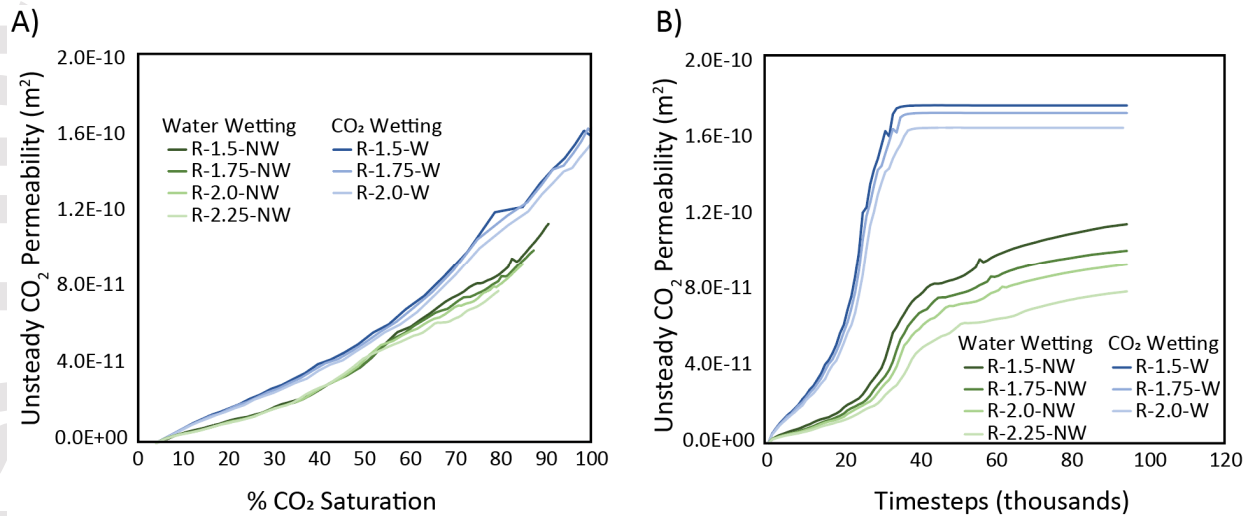 A)
Unsteady CO₂ Permeability (m²)
2.0E-10
1.6E-10
1.2E-10
8.0E-11
4.0E-11
0.0E+00
Water Wetting
R-1.5-NW
R-1.75-NW
R-2.0-NW
R-2.25-NW
CO₂ Wetting
R-1.5-W
R-1.75-W
R-2.0-W
0 10 20 30 40 50 60 70 80 90 100
% CO₂ Saturation
B)
Unsteady CO₂ Permeability (m²)
2.0E-10
1.6E-10
1.2E-10
8.0E-11
4.0E-11
0.0E+00
Water Wetting
R-1.5-NW
R-1.75-NW
R-2.0-NW
R-2.25-NW
CO₂ Wetting
R-1.5-W
R-1.75-W
R-2.0-W
0 20 40 60 80 100 120
Timesteps (thousands)